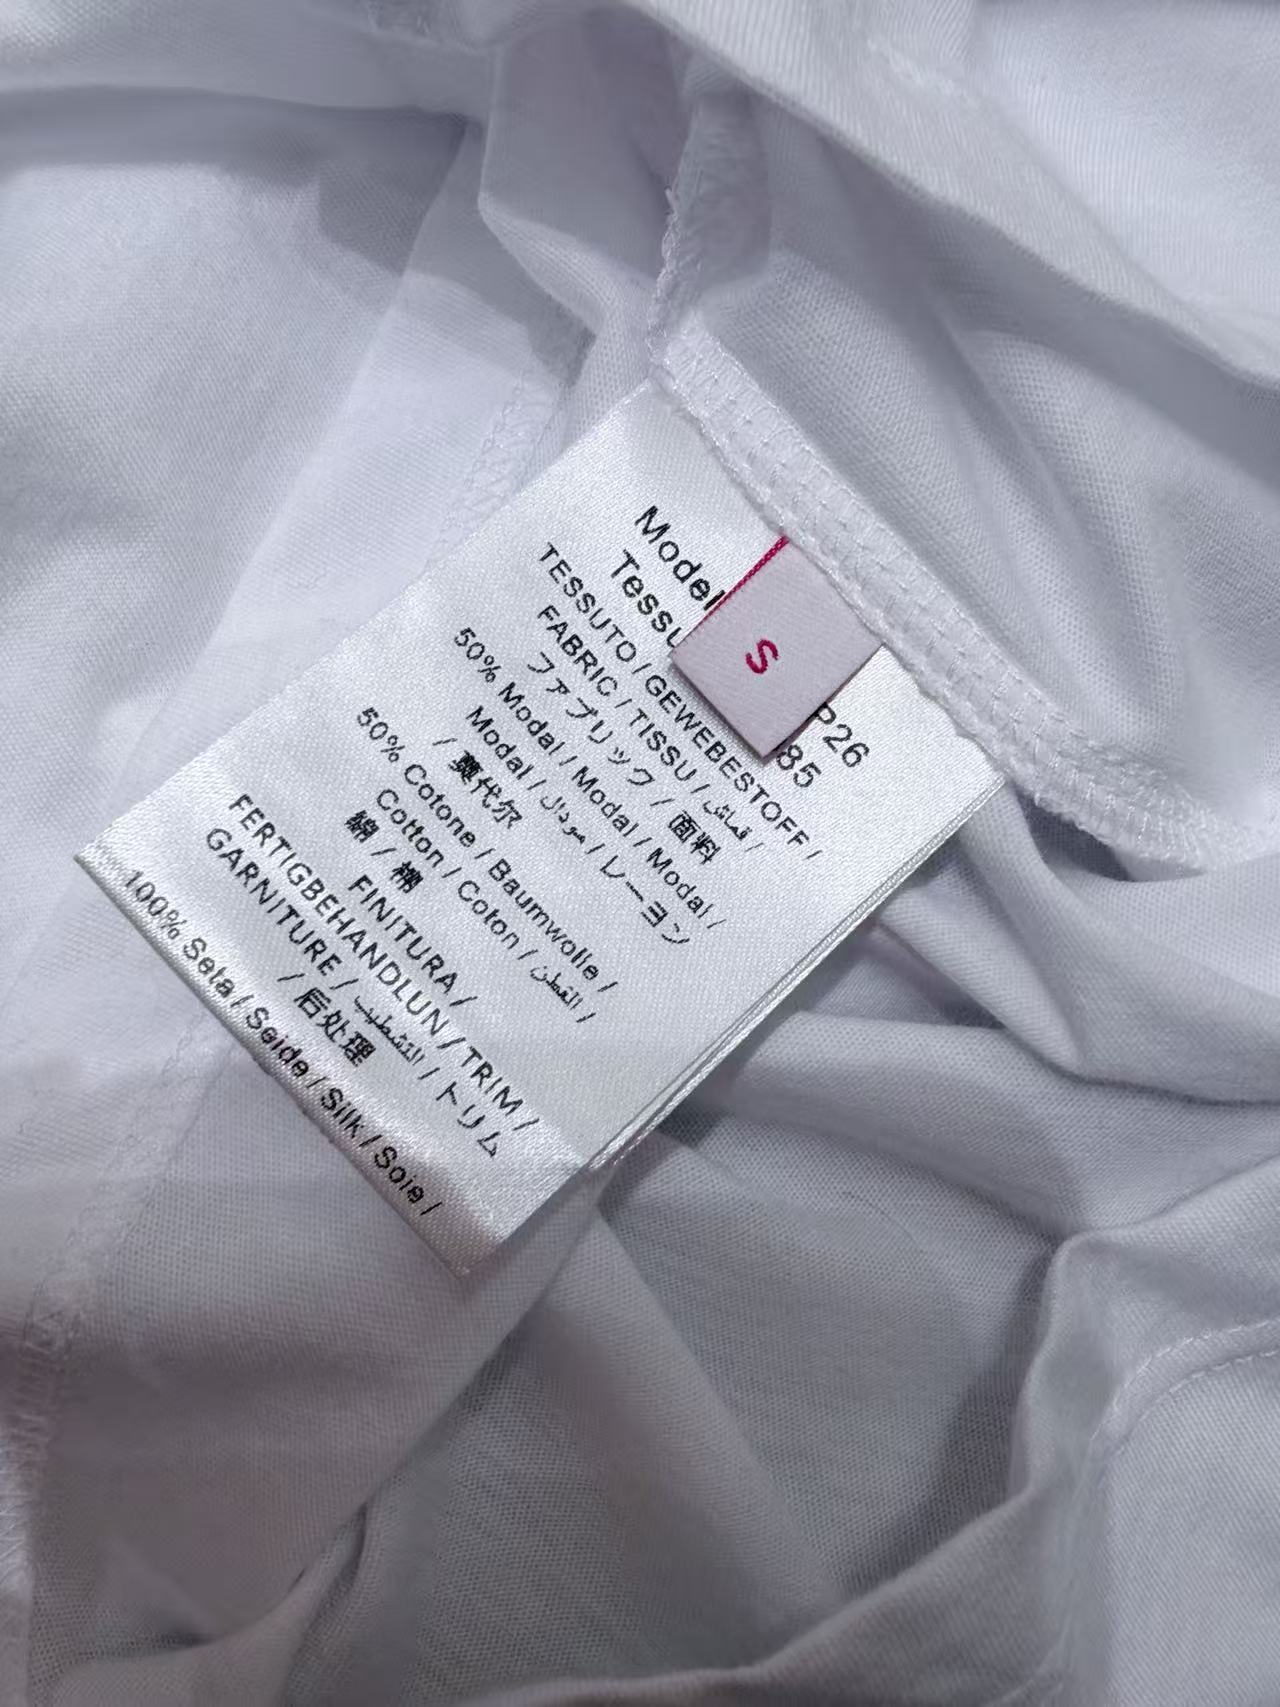 Model
P26
Tessu
85
S
TESSUTO / GEWEBESTOFF /
FABRIC / TISSU / قماش /
ファブリック / 面料
50% Modal / Modal / Modal /
Modal / مودال / レーヨン
/ 莫代尔
50% Cotone / Baumwolle /
Cotton / Coton / القطن /
綿 / 棉
FINITURA /
FERTIGBEHANDLUN / TRIM /
GARNITURE / التشطيب / トリム
/ 后处理
100% Seta / Seide / Silk / Soie /